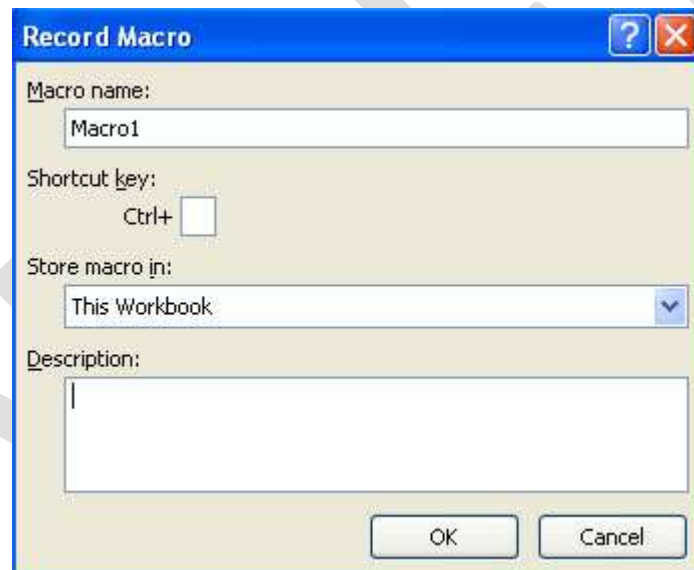 Record Macro
Macro name:
Macro1
Shortcut key:
Ctrl+
Store macro in:
This Workbook
Description:
OK Cancel